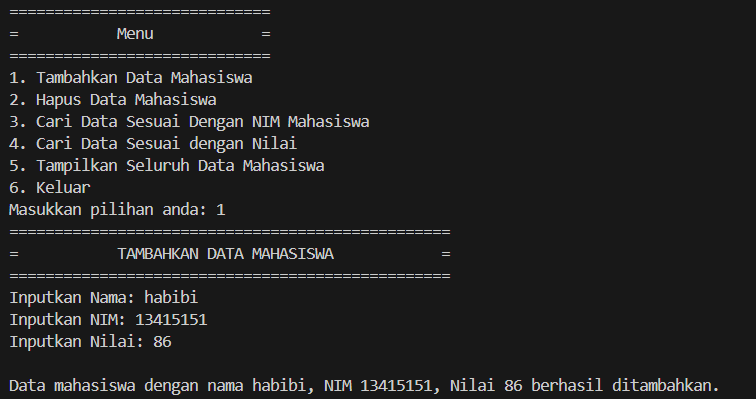 =============================
=           Menu            =
=============================
1. Tambahkan Data Mahasiswa
2. Hapus Data Mahasiswa
3. Cari Data Sesuai Dengan NIM Mahasiswa
4. Cari Data Sesuai dengan Nilai
5. Tampilkan Seluruh Data Mahasiswa
6. Keluar
Masukkan pilihan anda: 1
=================================================
=           TAMBAHKAN DATA MAHASISWA            =
=================================================
Inputkan Nama: habibi
Inputkan NIM: 13415151
Inputkan Nilai: 86

Data mahasiswa dengan nama habibi, NIM 13415151, Nilai 86 berhasil ditambahkan.